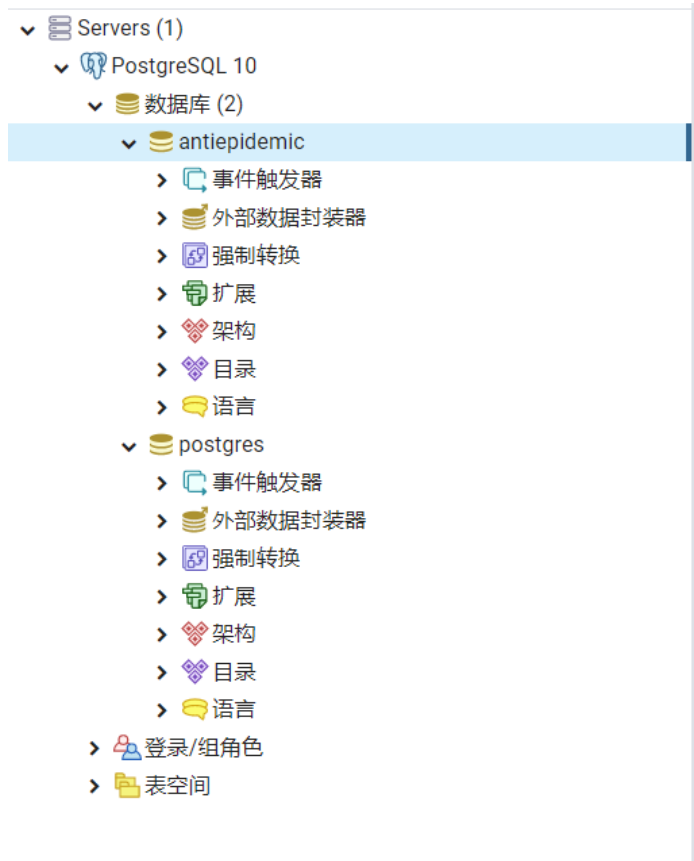 Servers (1)
PostgreSQL 10
数据库 (2)
antiepidemic
事件触发器
外部数据封装器
强制转换
扩展
架构
目录
语言
postgres
事件触发器
外部数据封装器
强制转换
扩展
架构
目录
语言
登录/组角色
表空间